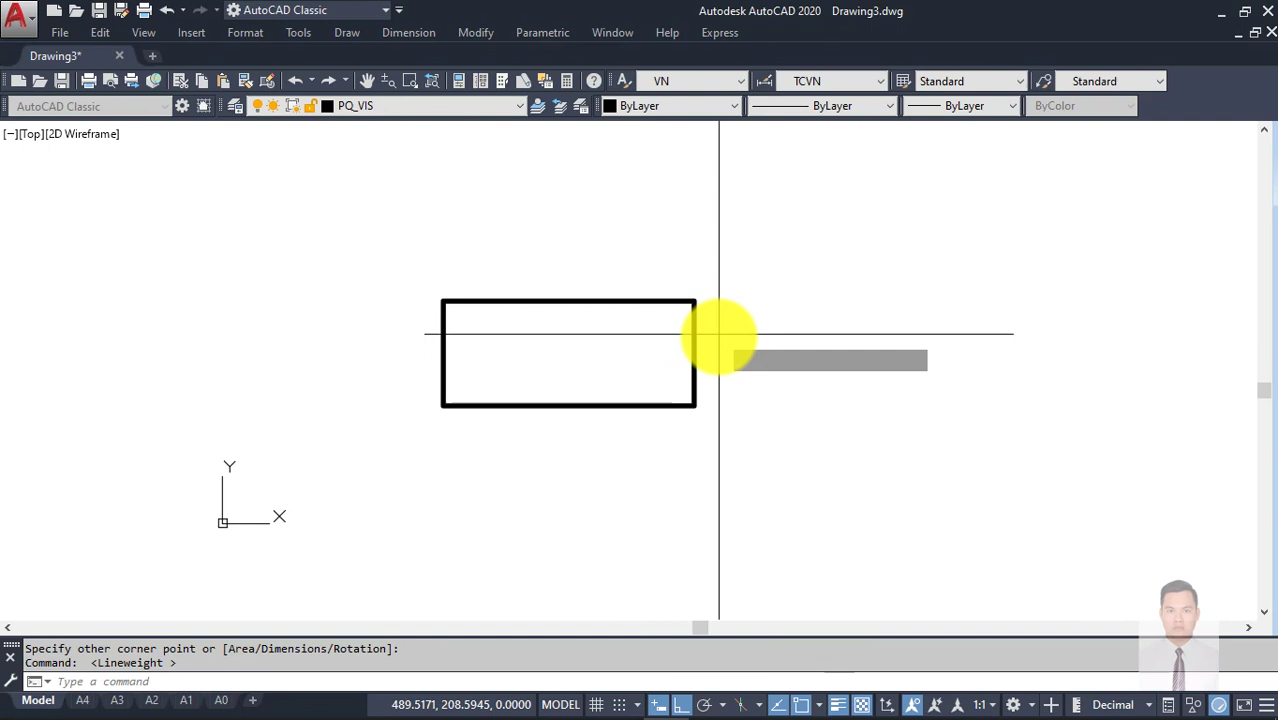 AutoCAD Classic
Autodesk AutoCAD 2020 Drawing3.dwg
File Edit View Insert Format Tools Draw Dimension Modify Parametric Window Help Express
Drawing3*
VN TCVN Standard Standard
AutoCAD Classic PQ_VIS ByLayer ByLayer ByLayer ByColor
[−][Top][2D Wireframe]
Y
X
Specify other corner point or [Area/Dimensions/Rotation]:
Command: <Lineweight >
Type a command
Model A4 A3 A2 A1 A0 489.5171, 208.5945, 0.0000 MODEL 1:1 Decimal